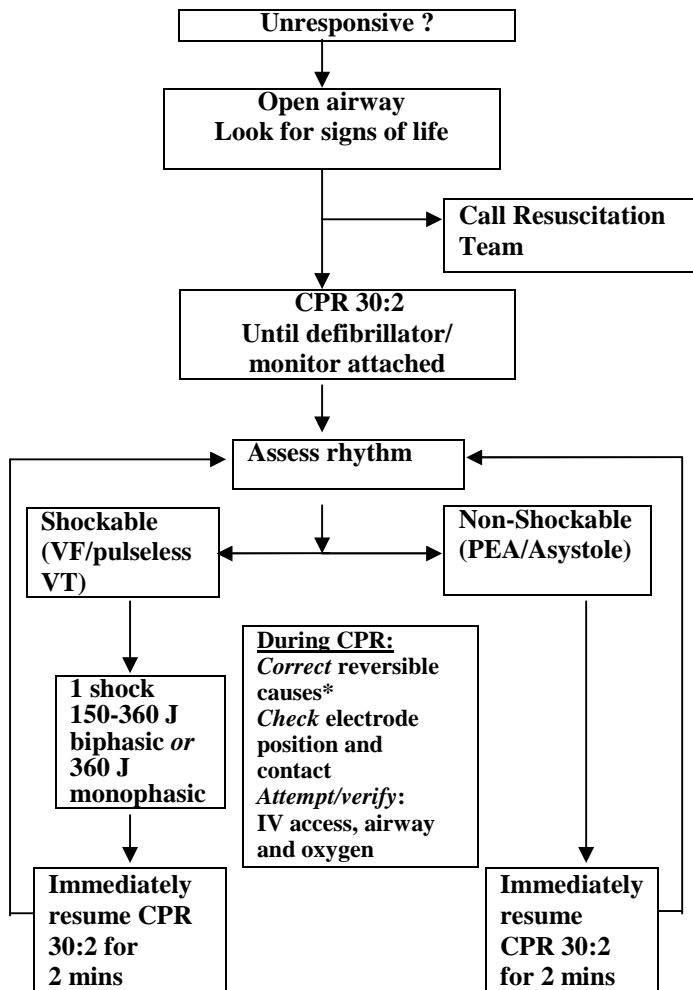 Unresponsive ?
Open airway
Look for signs of life
Call Resuscitation
Team
CPR 30:2
Until defibrillator/
monitor attached
Assess rhythm
Shockable
(VF/pulseless
VT)
Non-Shockable
(PEA/Asystole)
1 shock
150-360 J
biphasic or
360 J
monophasic
During CPR:
Correct reversible
causes*
Check electrode
position and
contact
Attempt/verify:
IV access, airway
and oxygen
Immediately
resume CPR
30:2 for
2 mins
Immediately
resume
CPR 30:2
for 2 mins